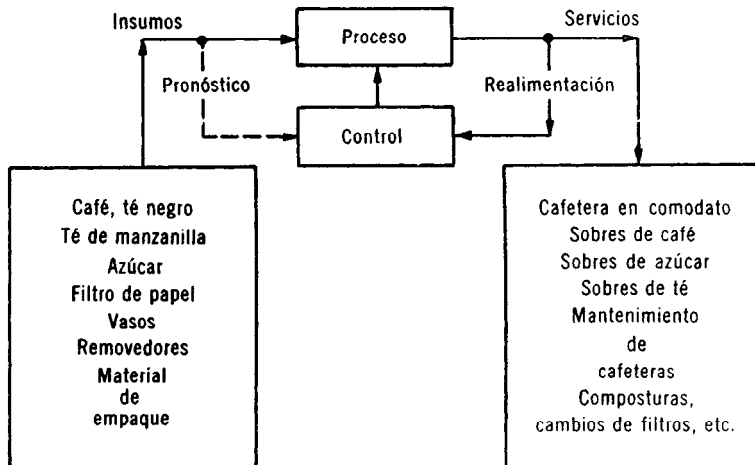 Insumos
Proceso
Servicios
Pronóstico
Realimentación
Control
Café, té negro
Té de manzanilla
Azúcar
Filtro de papel
Vasos
Removedores
Material
de
empaque
Cafetera en comodato
Sobres de café
Sobres de azúcar
Sobres de té
Mantenimiento
de
cafeteras
Composturas,
cambios de filtros, etc.